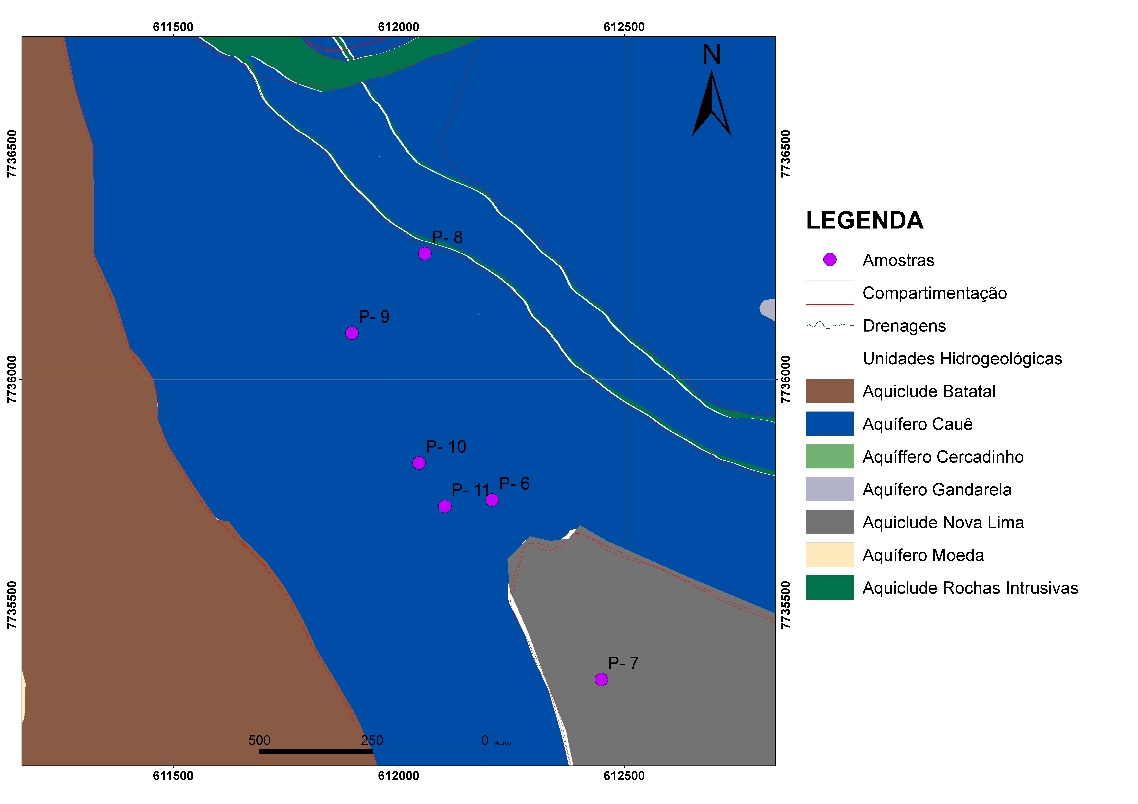 611500 612000 612500
N
7736500 7736500
P- 8
P- 9
7736000 7736000
P- 10
P- 11 P- 6
7735500 7735500
P- 7
500 250 0
611500 612000 612500
LEGENDA
Amostras
Compartimentação
Drenagens
Unidades Hidrogeológicas
Aquiclude Batatal
Aquífero Cauê
Aquíffero Cercadinho
Aquífero Gandarela
Aquiclude Nova Lima
Aquífero Moeda
Aquiclude Rochas Intrusivas